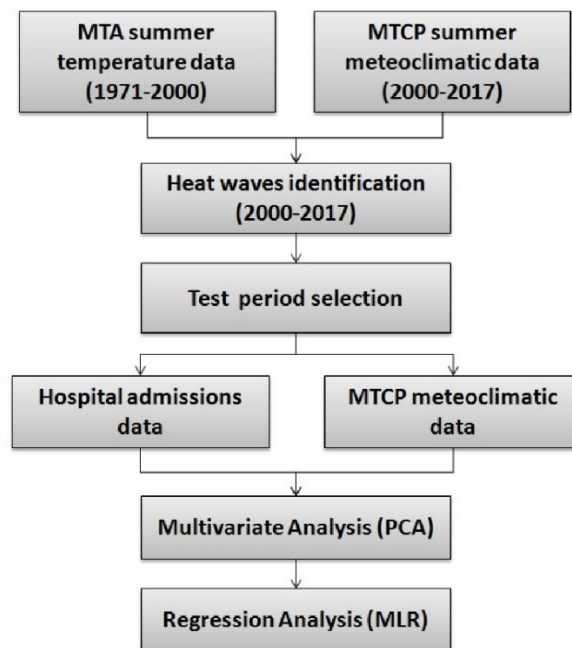 MTA summer
temperature data
(1971-2000)
MTCP summer
meteoclimatic data
(2000-2017)
Heat waves identification
(2000-2017)
Test period selection
Hospital admissions
data
MTCP meteoclimatic
data
Multivariate Analysis (PCA)
Regression Analysis (MLR)